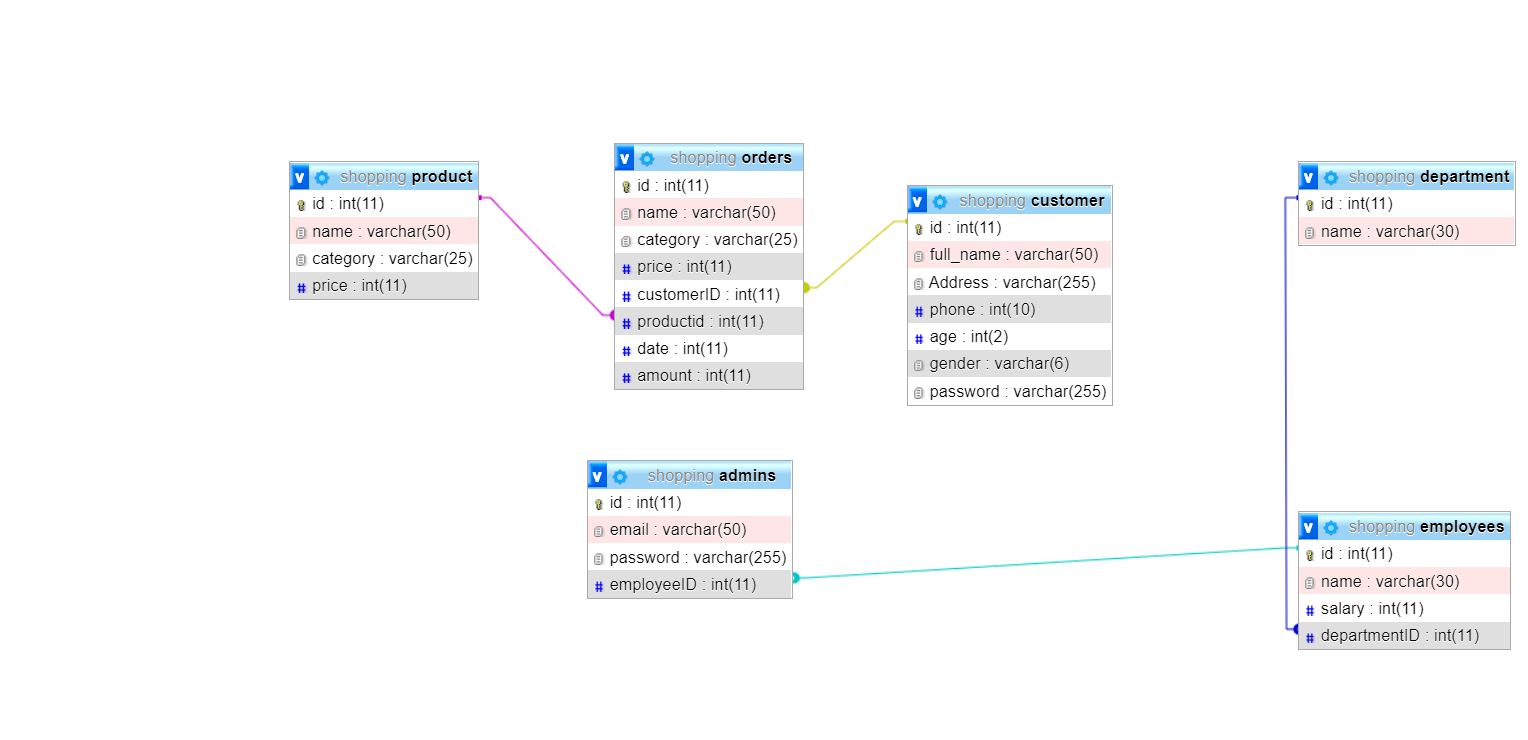 v shopping product
id : int(11)
name : varchar(50)
category : varchar(25)
# price : int(11)
v shopping orders
id : int(11)
name : varchar(50)
category : varchar(25)
# price : int(11)
# customerID : int(11)
# productid : int(11)
# date : int(11)
# amount : int(11)
v shopping customer
id : int(11)
full_name : varchar(50)
Address : varchar(255)
# phone : int(10)
# age : int(2)
gender : varchar(6)
password : varchar(255)
v shopping department
id : int(11)
name : varchar(30)
v shopping admins
id : int(11)
email : varchar(50)
password : varchar(255)
# employeeID : int(11)
v shopping employees
id : int(11)
name : varchar(30)
# salary : int(11)
# departmentID : int(11)